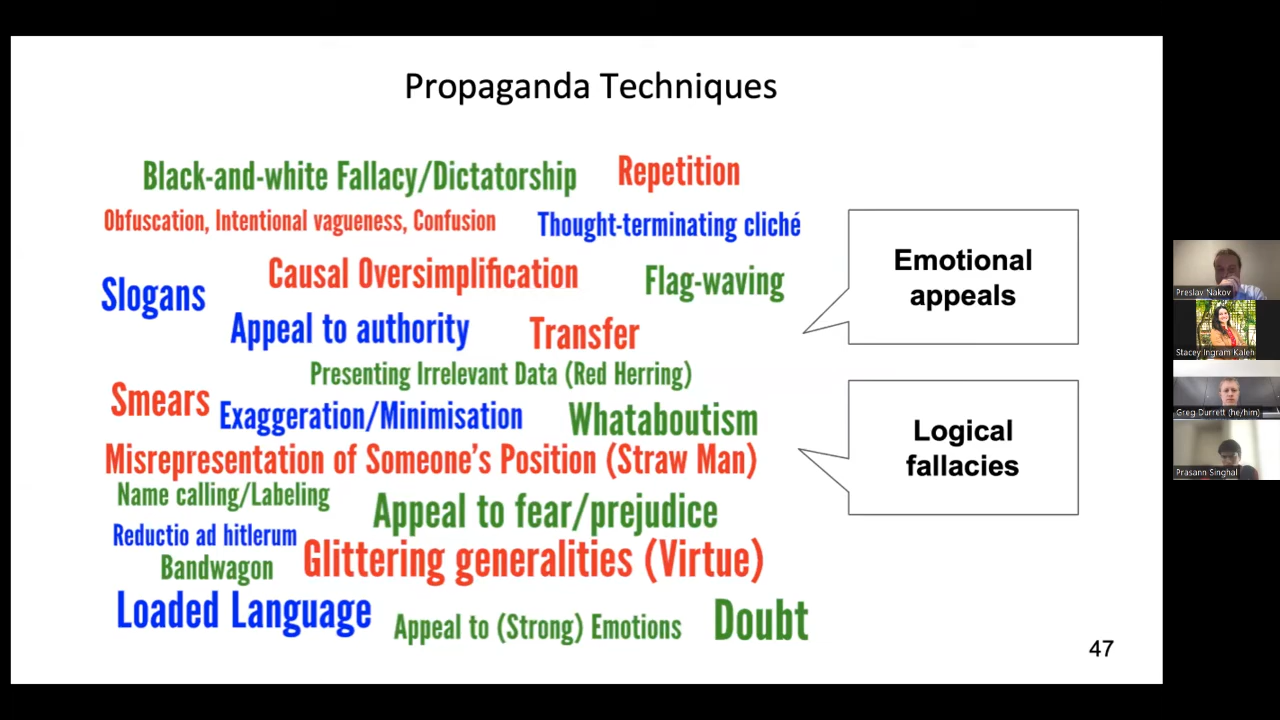 Propaganda Techniques
Black-and-white Fallacy/Dictatorship
Repetition
Obfuscation, Intentional vagueness, Confusion
Thought-terminating cliché
Causal Oversimplification
Flag-waving
Slogans
Appeal to authority
Transfer
Presenting Irrelevant Data (Red Herring)
Smears
Exaggeration/Minimisation
Whataboutism
Misrepresentation of Someone's Position (Straw Man)
Name calling/Labeling
Appeal to fear/prejudice
Reductio ad hitlerum
Bandwagon
Glittering generalities (Virtue)
Loaded Language
Appeal to (Strong) Emotions
Doubt
Emotional
appeals
Logical
fallacies
47
Preslav Nakov
Stacey Ingram Kaleh
Greg Durrett (he/him)
Prasann Singhal